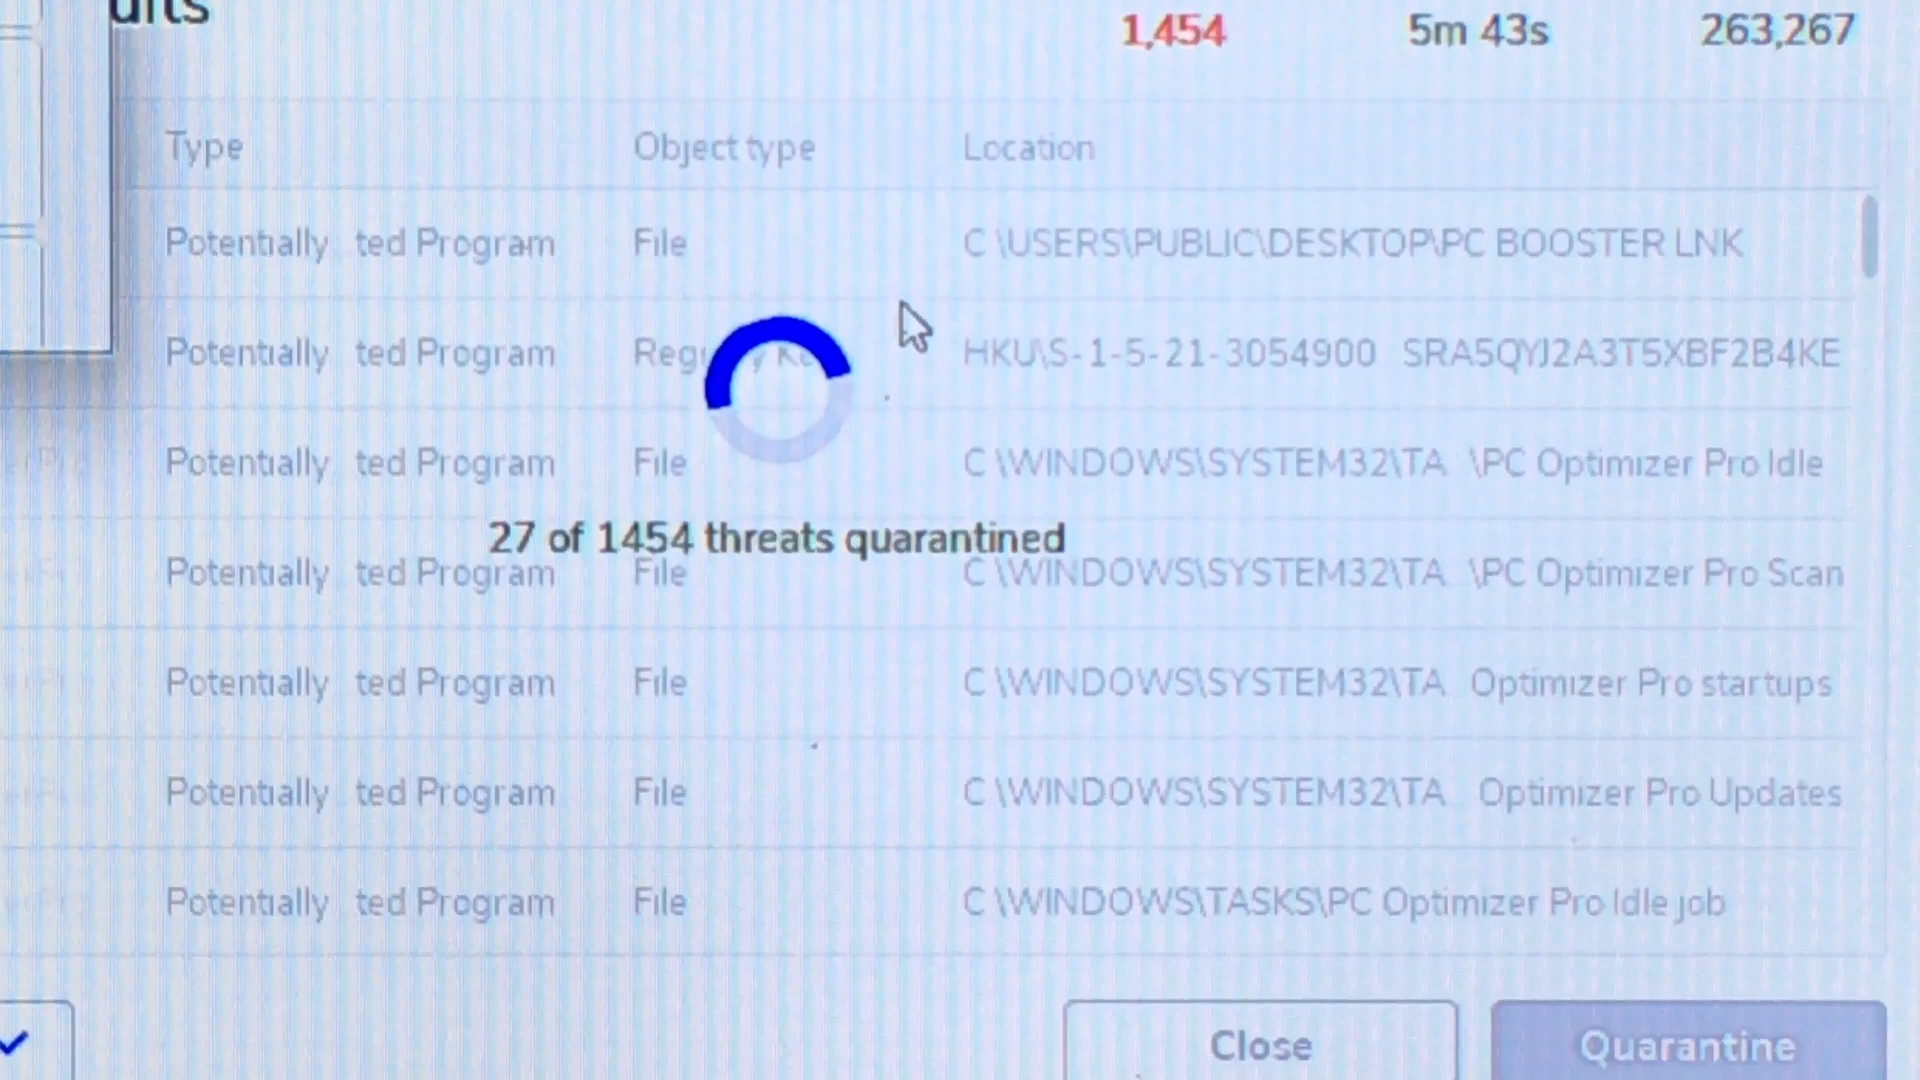 1,454 5m 43s 263,267
Type Object type Location
Potentially ted Program File C \USERS\PUBLIC\DESKTOP\PC BOOSTER LNK
Potentially ted Program HKU\S-1-5-21-3054900 SRA5QYJ2A3T5XBF2B4KE
Potentially ted Program File C \WINDOWS\SYSTEM32\TA \PC Optimizer Pro Idle
27 of 1454 threats quarantined
Potentially ted Program File C \WINDOWS\SYSTEM32\TA \PC Optimizer Pro Scan
Potentially ted Program File C \WINDOWS\SYSTEM32\TA Optimizer Pro startups
Potentially ted Program File C \WINDOWS\SYSTEM32\TA Optimizer Pro Updates
Potentially ted Program File C \WINDOWS\TASKS\PC Optimizer Pro Idle job
Close Quarantine